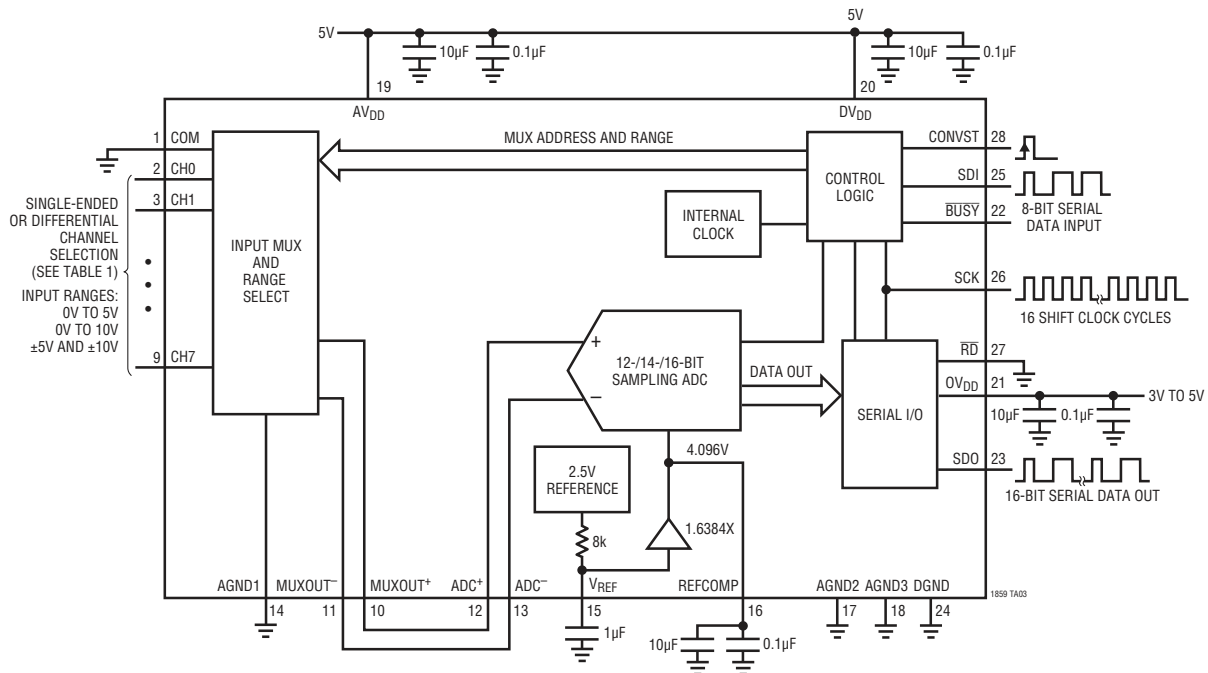 5V
5V
10µF
0.1µF
10µF
0.1µF
19
20
AVDD
DVDD
1
COM
2
CH0
3
CH1
SINGLE-ENDED
OR DIFFERENTIAL
CHANNEL
SELECTION
(SEE TABLE 1)
INPUT RANGES:
0V TO 5V
0V TO 10V
±5V AND ±10V
9
CH7
INPUT MUX
AND
RANGE
SELECT
MUX ADDRESS AND RANGE
INTERNAL
CLOCK
CONTROL
LOGIC
CONVST
28
SDI
25
BUSY
22
8-BIT SERIAL
DATA INPUT
SCK
26
16 SHIFT CLOCK CYCLES
+
−
12-/14-/16-BIT
SAMPLING ADC
DATA OUT
SERIAL I/O
RD
27
OVDD
21
3V TO 5V
10µF
0.1µF
SDO
23
16-BIT SERIAL DATA OUT
4.096V
2.5V
REFERENCE
8k
1.6384X
AGND1
MUXOUT−
MUXOUT+
ADC+
ADC−
VREF
REFCOMP
AGND2
AGND3
DGND
1859 TA03
14
11
10
12
13
15
16
17
18
24
1µF
10µF
0.1µF